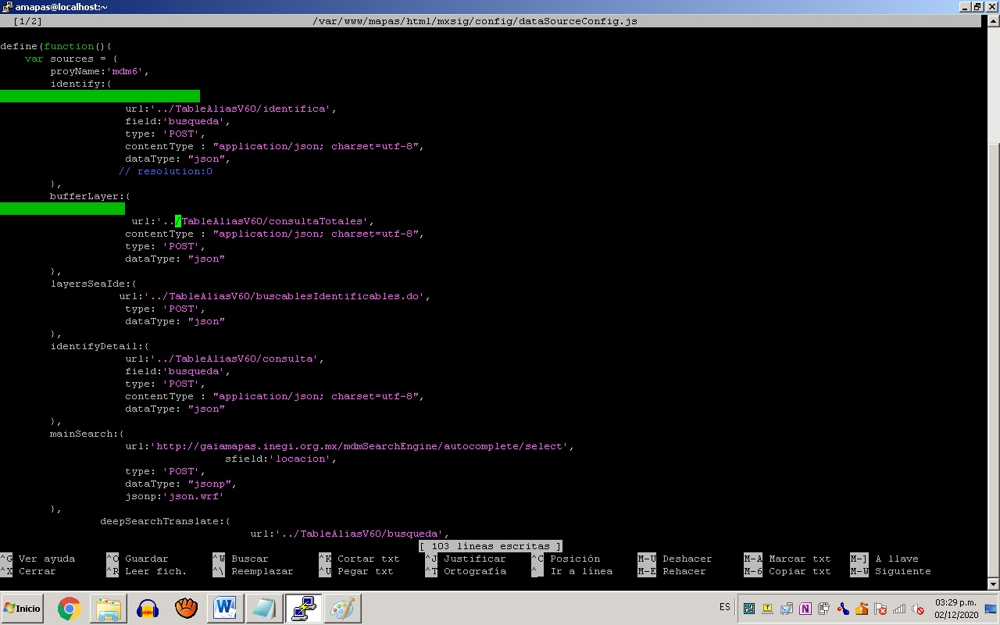 amapas@localhost:~
[1/2] /var/www/mapas/html/mxsig/config/dataSourceConfig.js
define(function(){
var sources = {
proyName:'mdm6',
identify:{
url:'../TableAliasV60/identifica',
field:'busqueda',
type: 'POST',
contentType : "application/json; charset=utf-8",
dataType: "json",
// resolution:0
},
bufferLayer:{
url:'../TableAliasV60/consultaTotales',
contentType : "application/json; charset=utf-8",
type: 'POST',
dataType: "json"
},
layersSeaIde:{
url:'../TableAliasV60/buscablesIdentificables.do',
type: 'POST',
dataType: "json"
},
identifyDetail:{
url:'../TableAliasV60/consulta',
field:'busqueda',
type: 'POST',
contentType : "application/json; charset=utf-8",
dataType: "json"
},
mainSearch:{
url:'http://gaiamapas.inegi.org.mx/mdmSearchEngine/autocomplete/select',
sfield:'locacion',
type: 'POST',
dataType: "jsonp",
jsonp:'json.wrf'
},
deepSearchTranslate:{
url:'../TableAliasV60/busqueda',
[ 103 líneas escritas ]
^G Ver ayuda ^O Guardar ^W Buscar ^K Cortar txt ^J Justificar ^C Posición M-U Deshacer M-A Marcar txt M-] A llave
^X Cerrar ^R Leer fich. ^\ Reemplazar ^U Pegar txt ^T Ortografía ^_ Ir a línea M-E Rehacer M-6 Copiar txt M-W Siguiente
Inicio ES 03:29 p.m.
02/12/2020